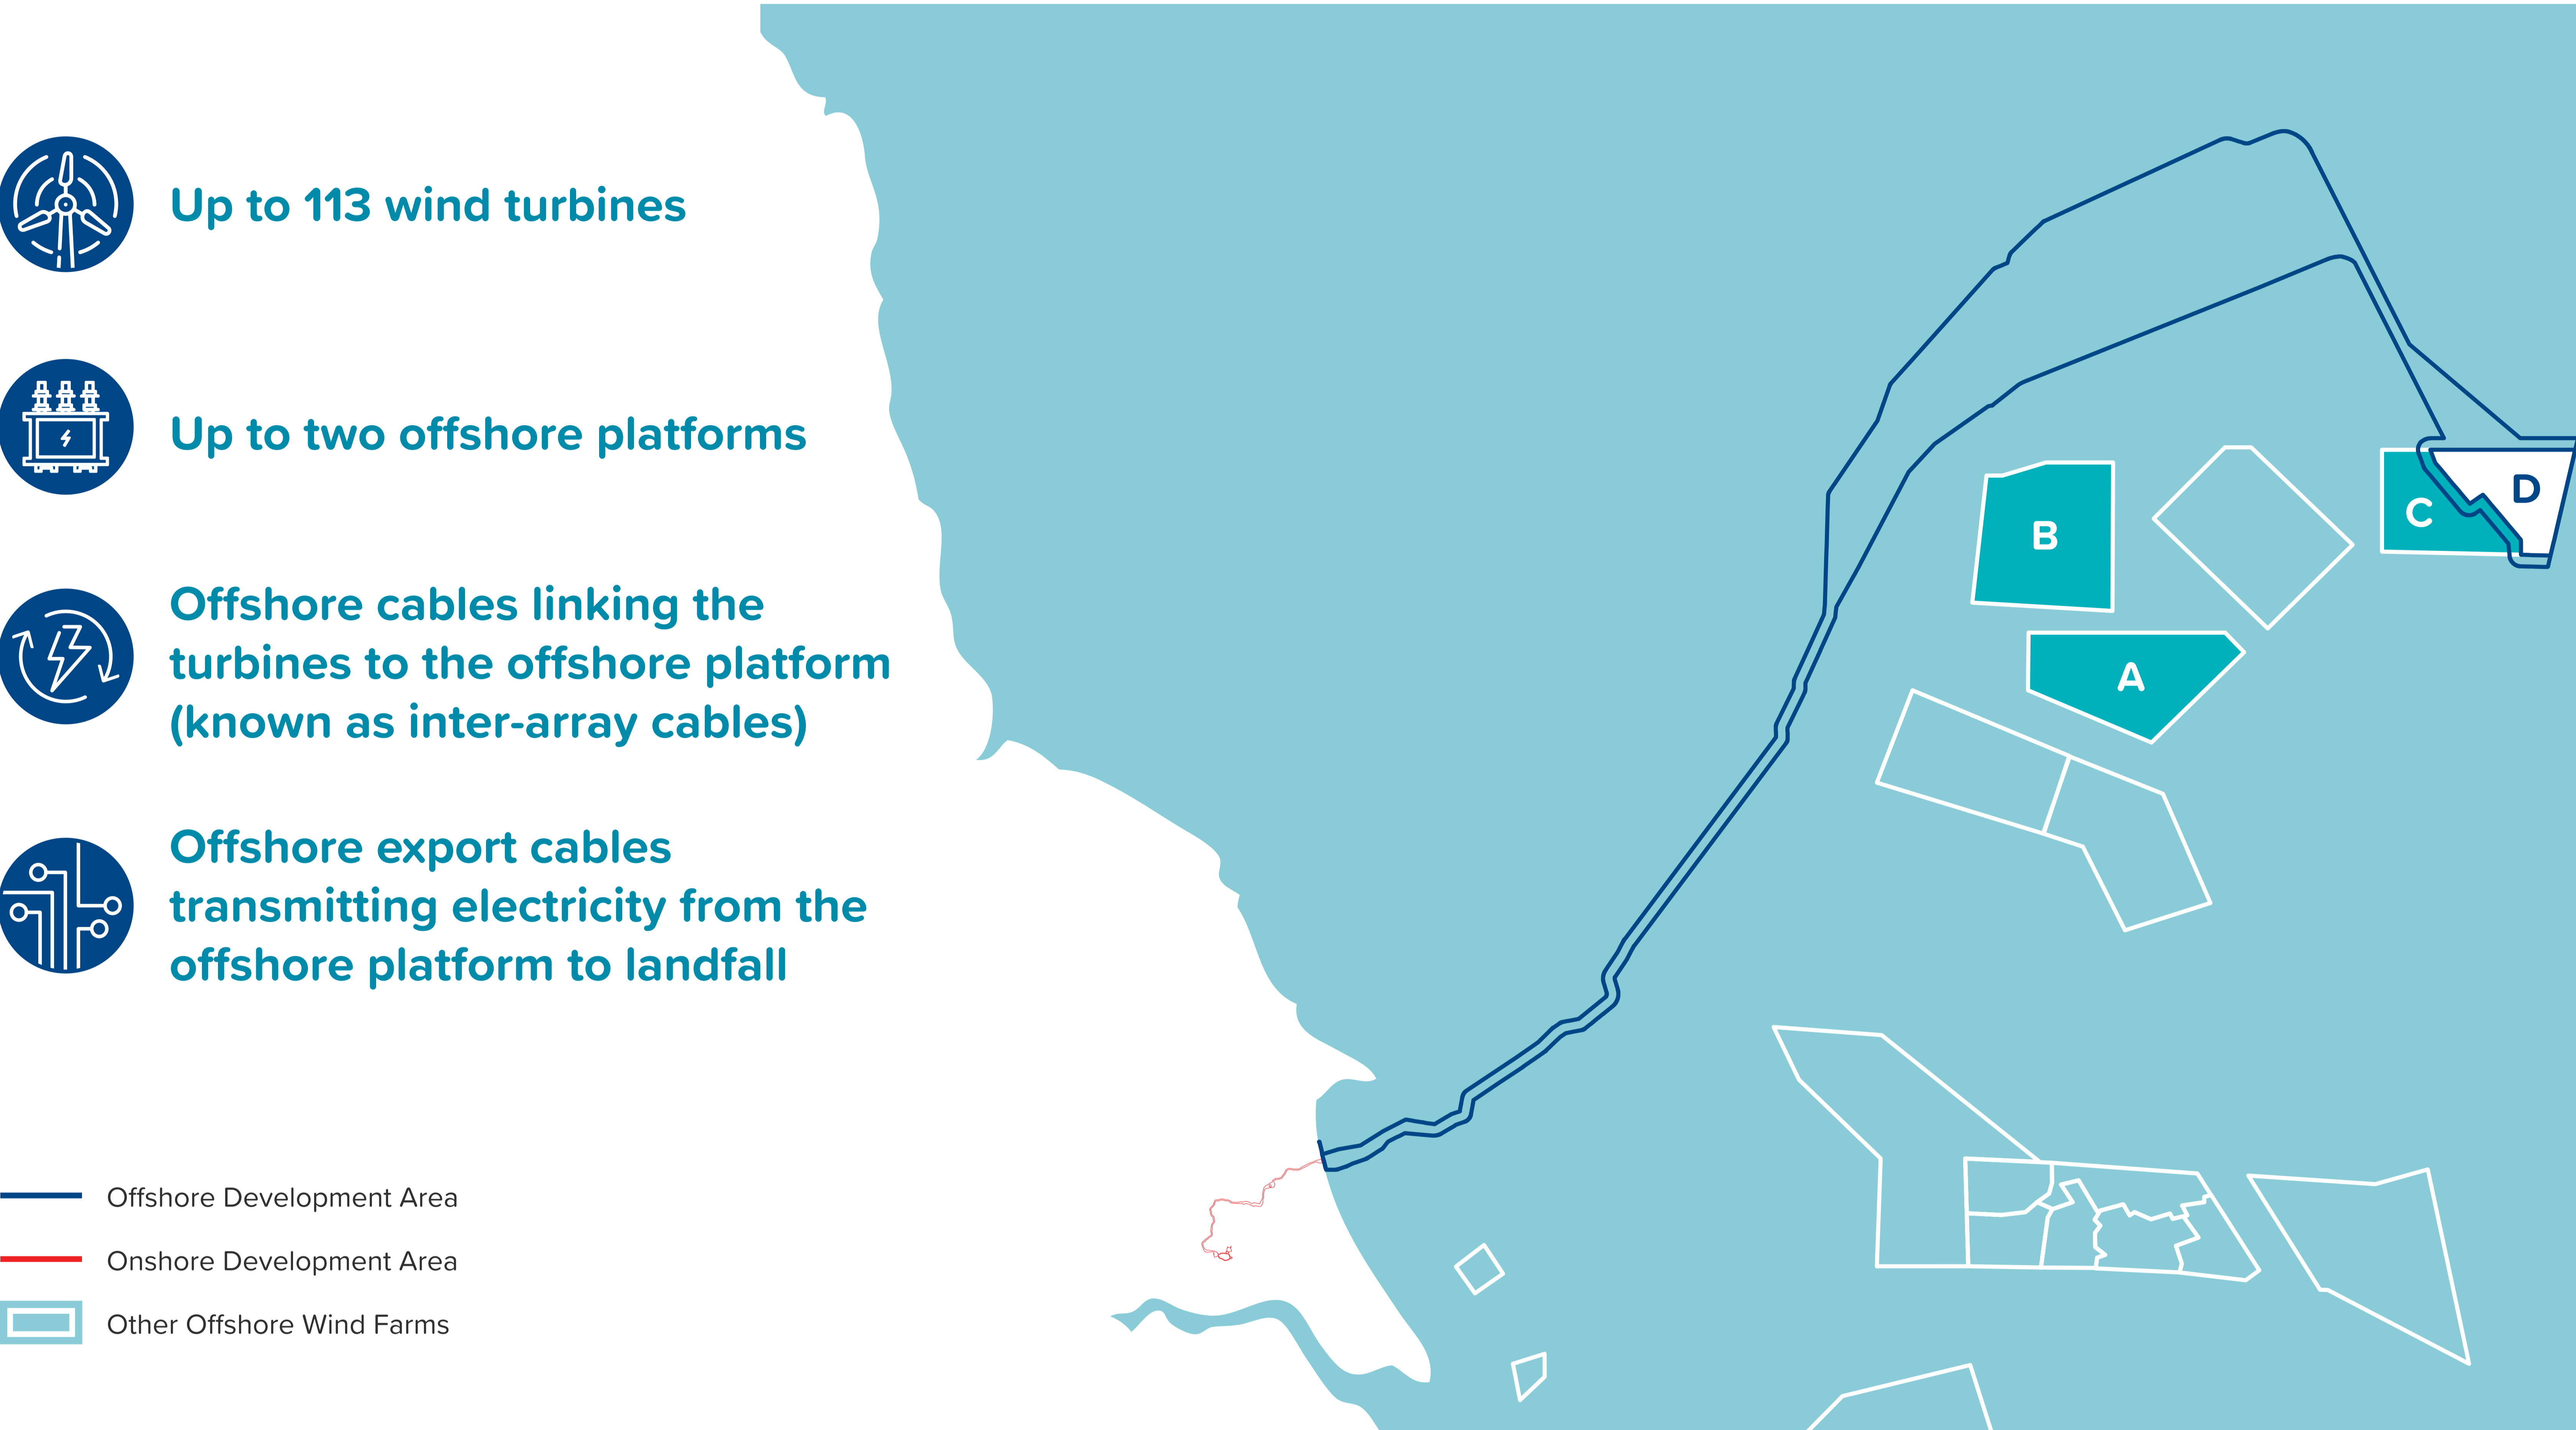 Up to 113 wind turbines
Up to two offshore platforms
Offshore cables linking the
turbines to the offshore platform
(known as inter-array cables)
Offshore export cables
transmitting electricity from the
offshore platform to landfall
Offshore Development Area
Onshore Development Area
Other Offshore Wind Farms
B
A
C
D